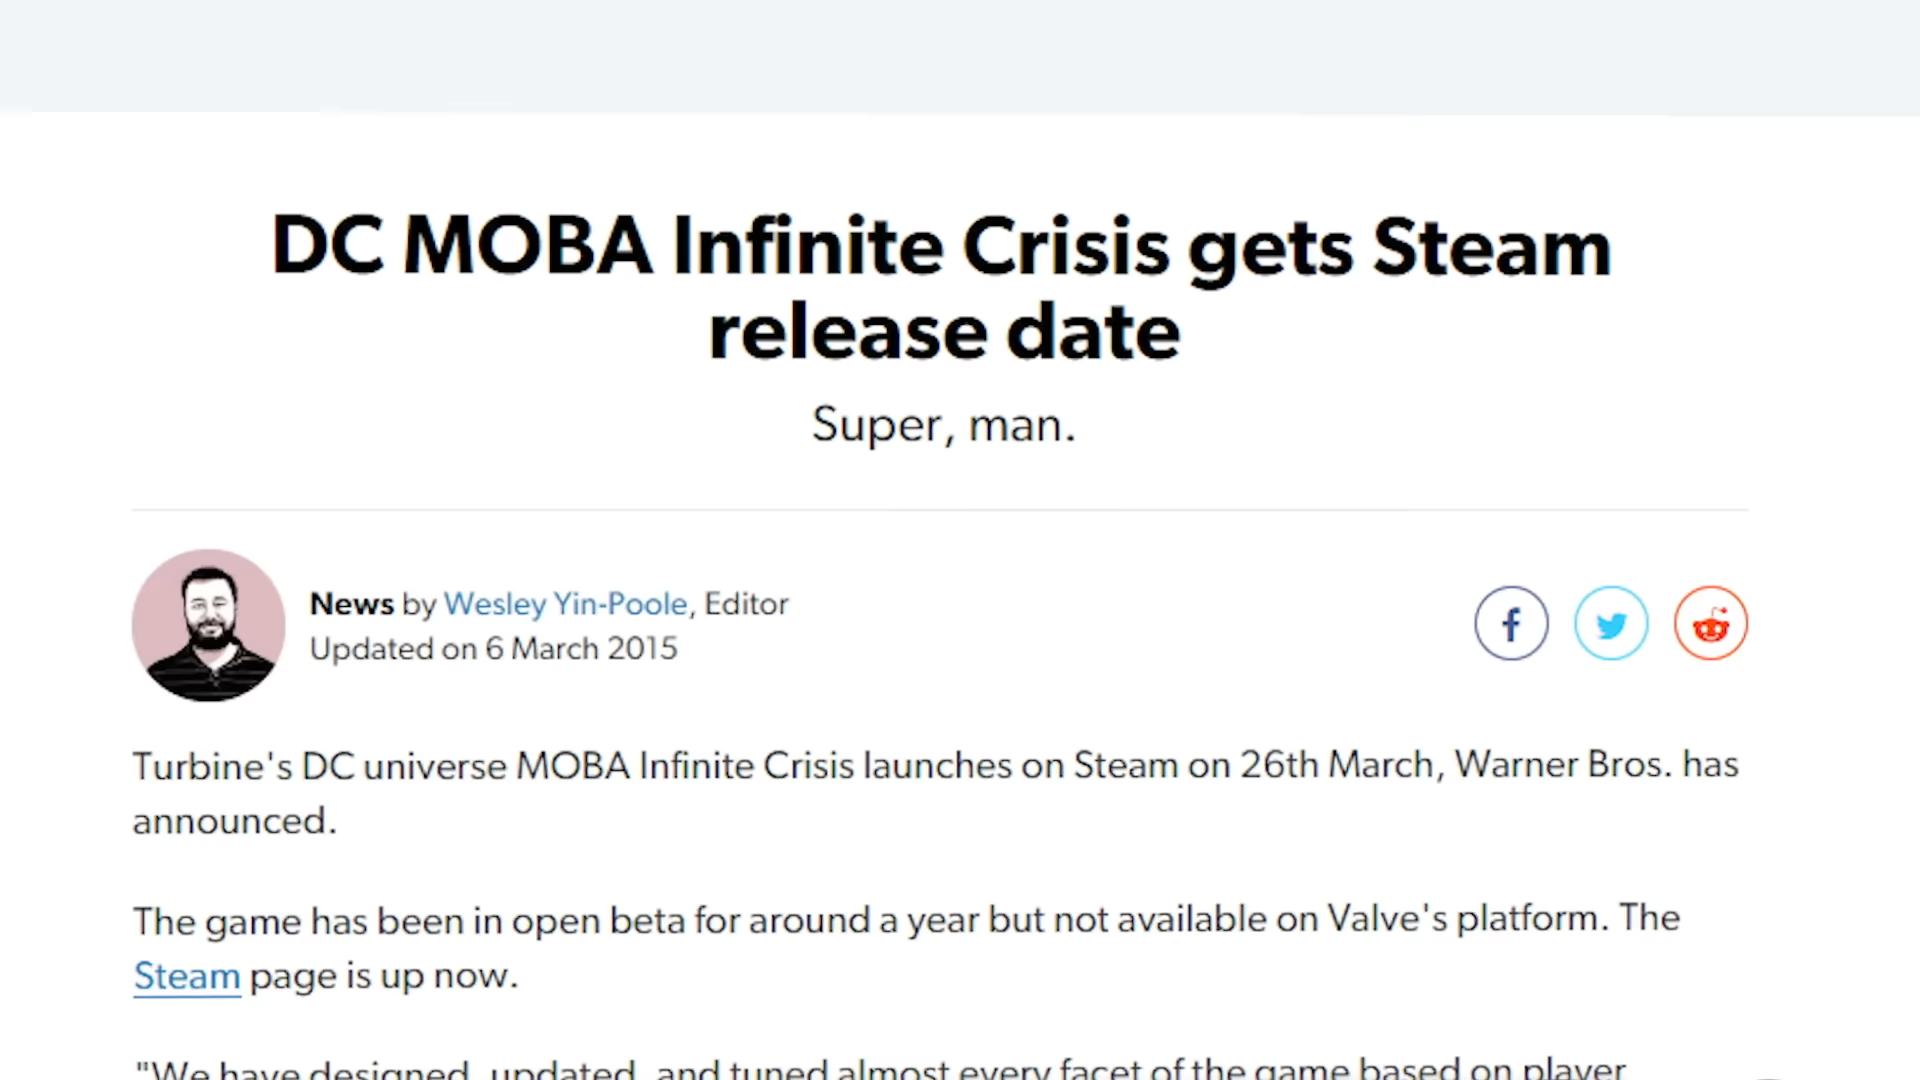 DC MOBA Infinite Crisis gets Steam
release date
Super, man.
News by Wesley Yin-Poole, Editor
Updated on 6 March 2015
Turbine's DC universe MOBA Infinite Crisis launches on Steam on 26th March, Warner Bros. has
announced.
The game has been in open beta for around a year but not available on Valve's platform. The
Steam page is up now.
"We have designed, updated, and tuned almost every facet of the game based on player